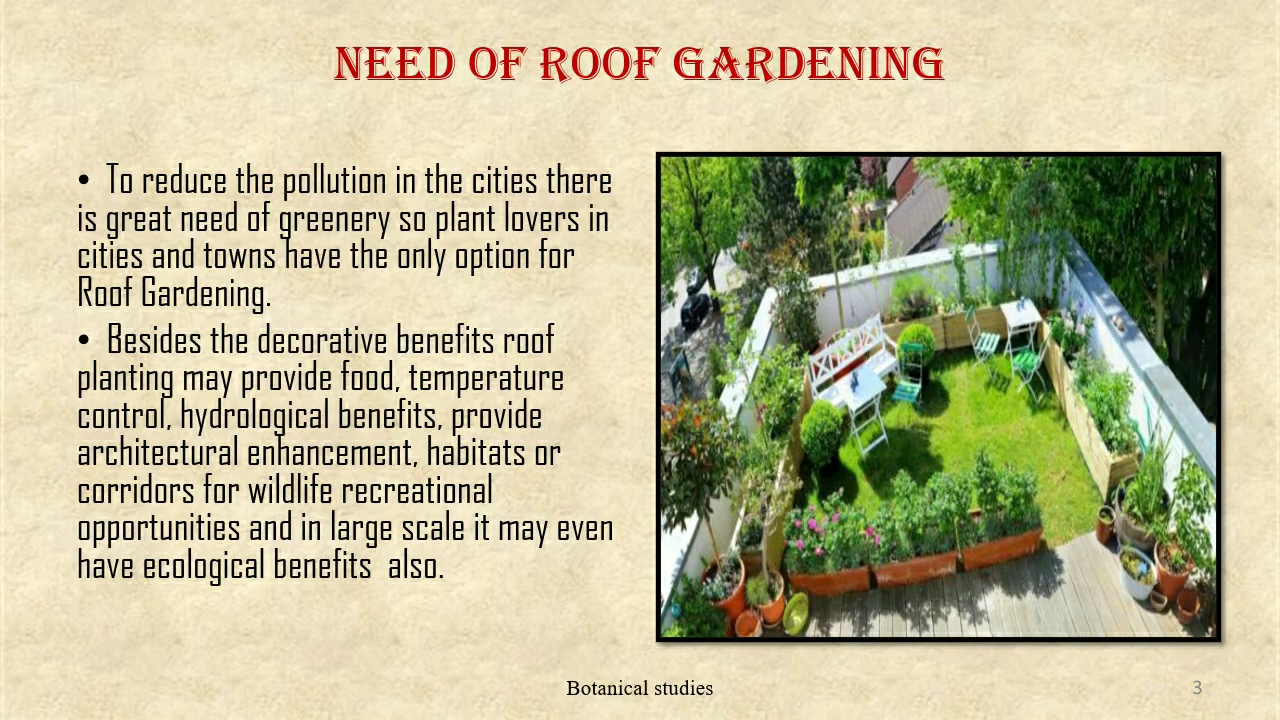 NEED OF ROOF GARDENING
• To reduce the pollution in the cities there
is great need of greenery so plant lovers in
cities and towns have the only option for
Roof Gardening.
• Besides the decorative benefits roof
planting may provide food, temperature
control, hydrological benefits, provide
architectural enhancement, habitats or
corridors for wildlife recreational
opportunities and in large scale it may even
have ecological benefits  also.
Botanical studies
3